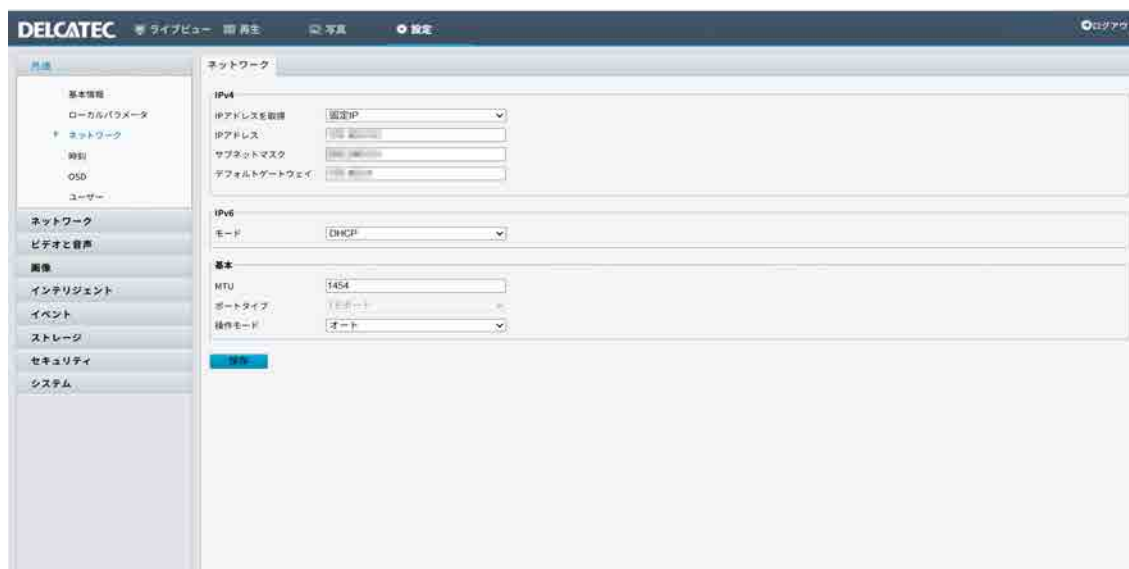 DELCATEC ライブビュー 再生 写真 設定 ログアウ
共通
基本情報
ローカルパラメータ
ネットワーク
時刻
OSD
ユーザー
ネットワーク
ビデオと音声
画像
インテリジェント
イベント
ストレージ
セキュリティ
システム
ネットワーク
IPv4
IPアドレスを取得 固定IP
IPアドレス
サブネットマスク
デフォルトゲートウェイ
IPv6
モード DHCP
基本
MTU 1454
ポートタイプ
操作モード オート
保存